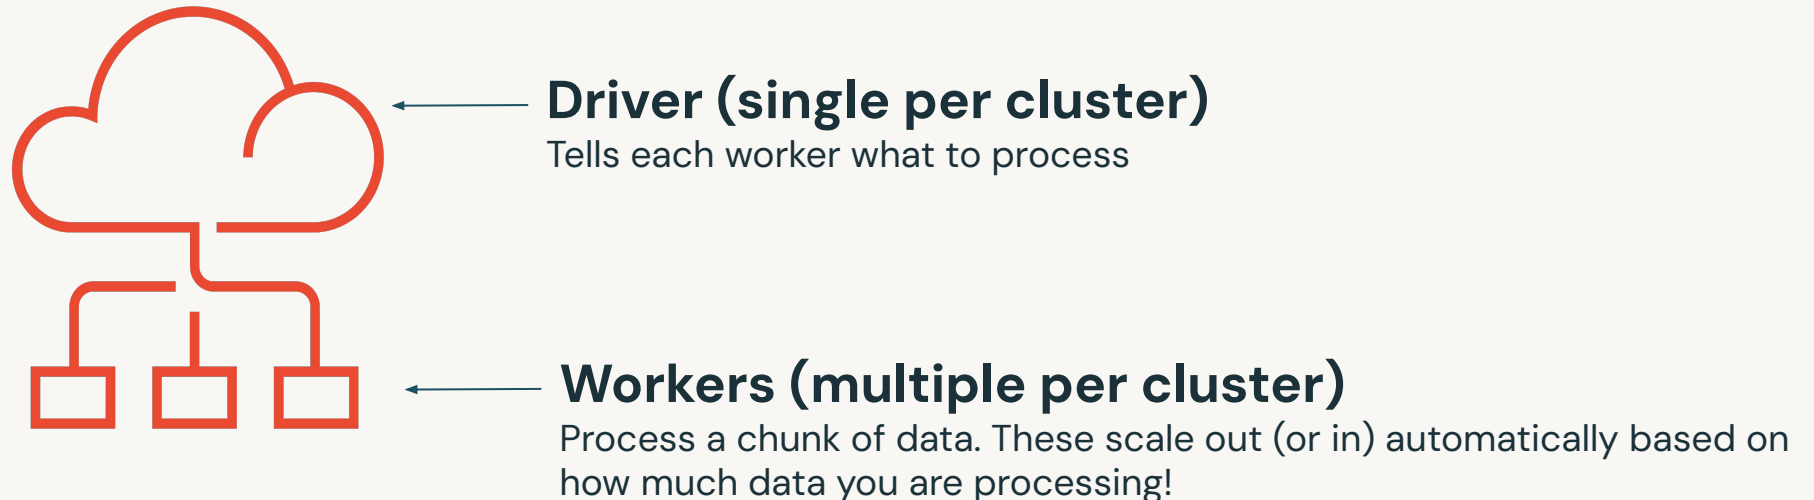 Driver (single per cluster)
Tells each worker what to process
Workers (multiple per cluster)
Process a chunk of data. These scale out (or in) automatically based on
how much data you are processing!